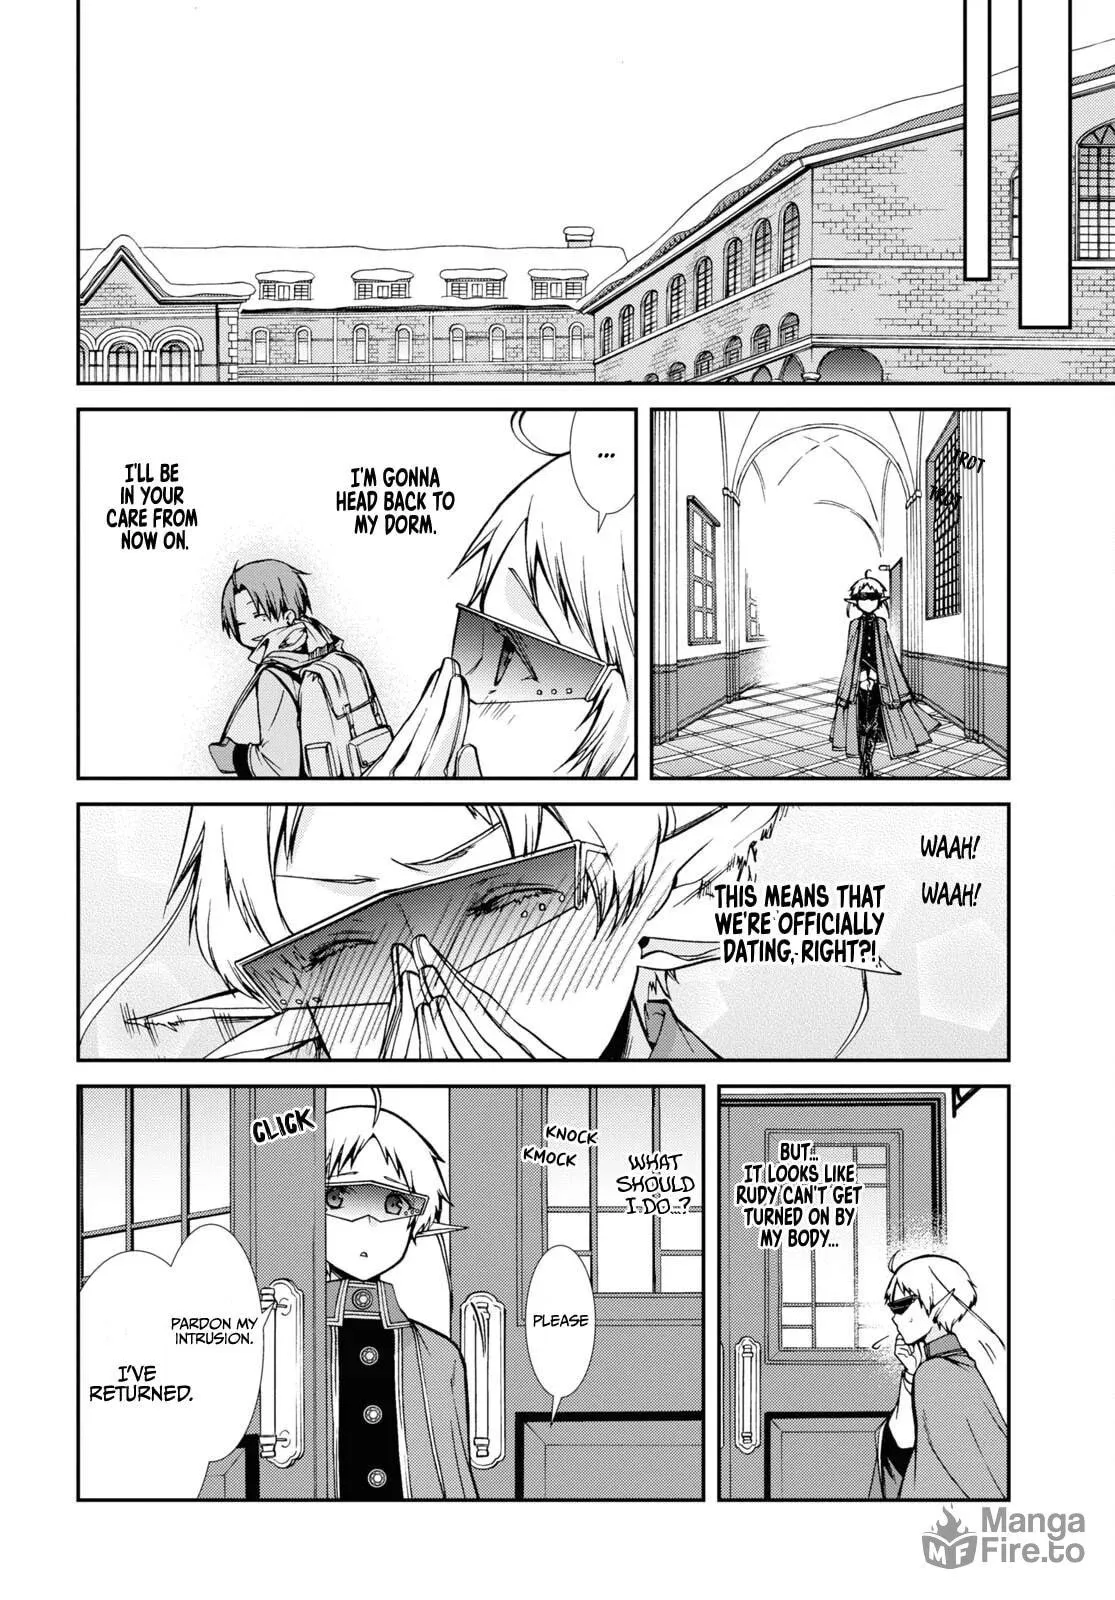 TROT
TROT
...
I'M GONNA
HEAD BACK TO
MY DORM.
I'LL BE
IN YOUR
CARE FROM
NOW ON.
WAAH!
WAAH!
THIS MEANS THAT
WE'RE OFFICIALLY
DATING, RIGHT?!
BUT...
IT LOOKS LIKE
RUDY CAN'T GET
TURNED ON BY
MY BODY...
WHAT
SHOULD
I DO...?
KNOCK
KMOCK
PLEASE
CLICK
PARDON MY
INTRUSION.
I'VE
RETURNED.
Manga
MF Fire.to